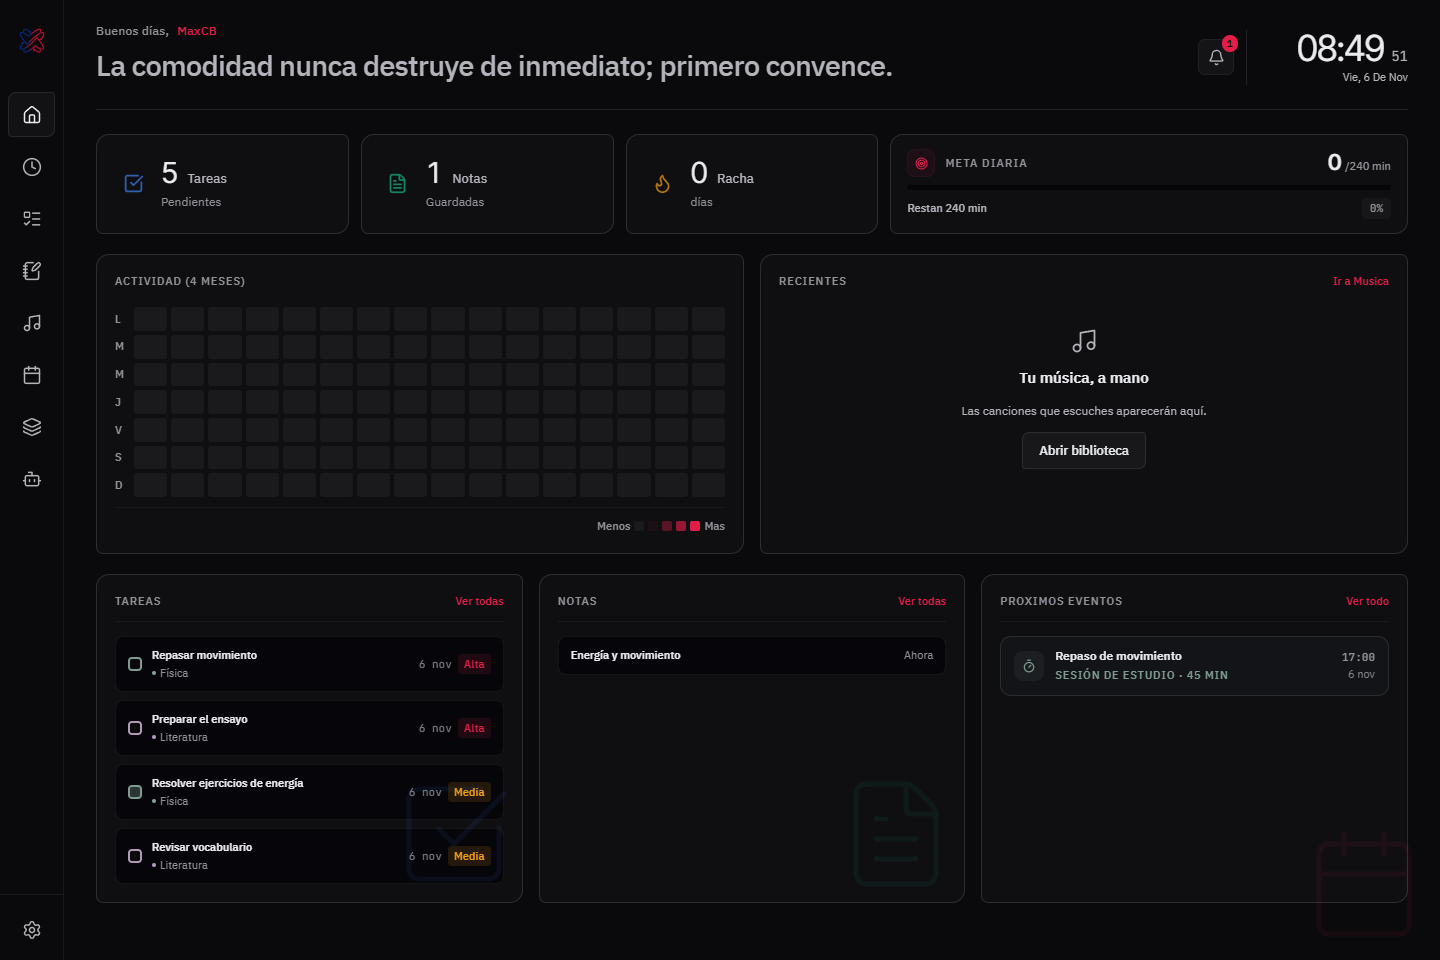 Buenos días, MaxCB
La comodidad nunca destruye de inmediato; primero convence.
1
08:49 51
Vie, 6 De Nov
5 Tareas
Pendientes
1 Notas
Guardadas
0 Racha
días
META DIARIA
0 /240 min
Restan 240 min
0%
ACTIVIDAD (4 MESES)
L
M
M
J
V
S
D
Menos
Mas
RECIENTES
Ir a Musica
Tu música, a mano
Las canciones que escuches aparecerán aquí.
Abrir biblioteca
TAREAS
Ver todas
Repasar movimiento
Física
6 nov Alta
Preparar el ensayo
Literatura
6 nov Alta
Resolver ejercicios de energía
Física
6 nov Media
Revisar vocabulario
Literatura
6 nov Media
NOTAS
Ver todas
Energía y movimiento
Ahora
PROXIMOS EVENTOS
Ver todo
Repaso de movimiento
17:00
SESIÓN DE ESTUDIO · 45 MIN
6 nov